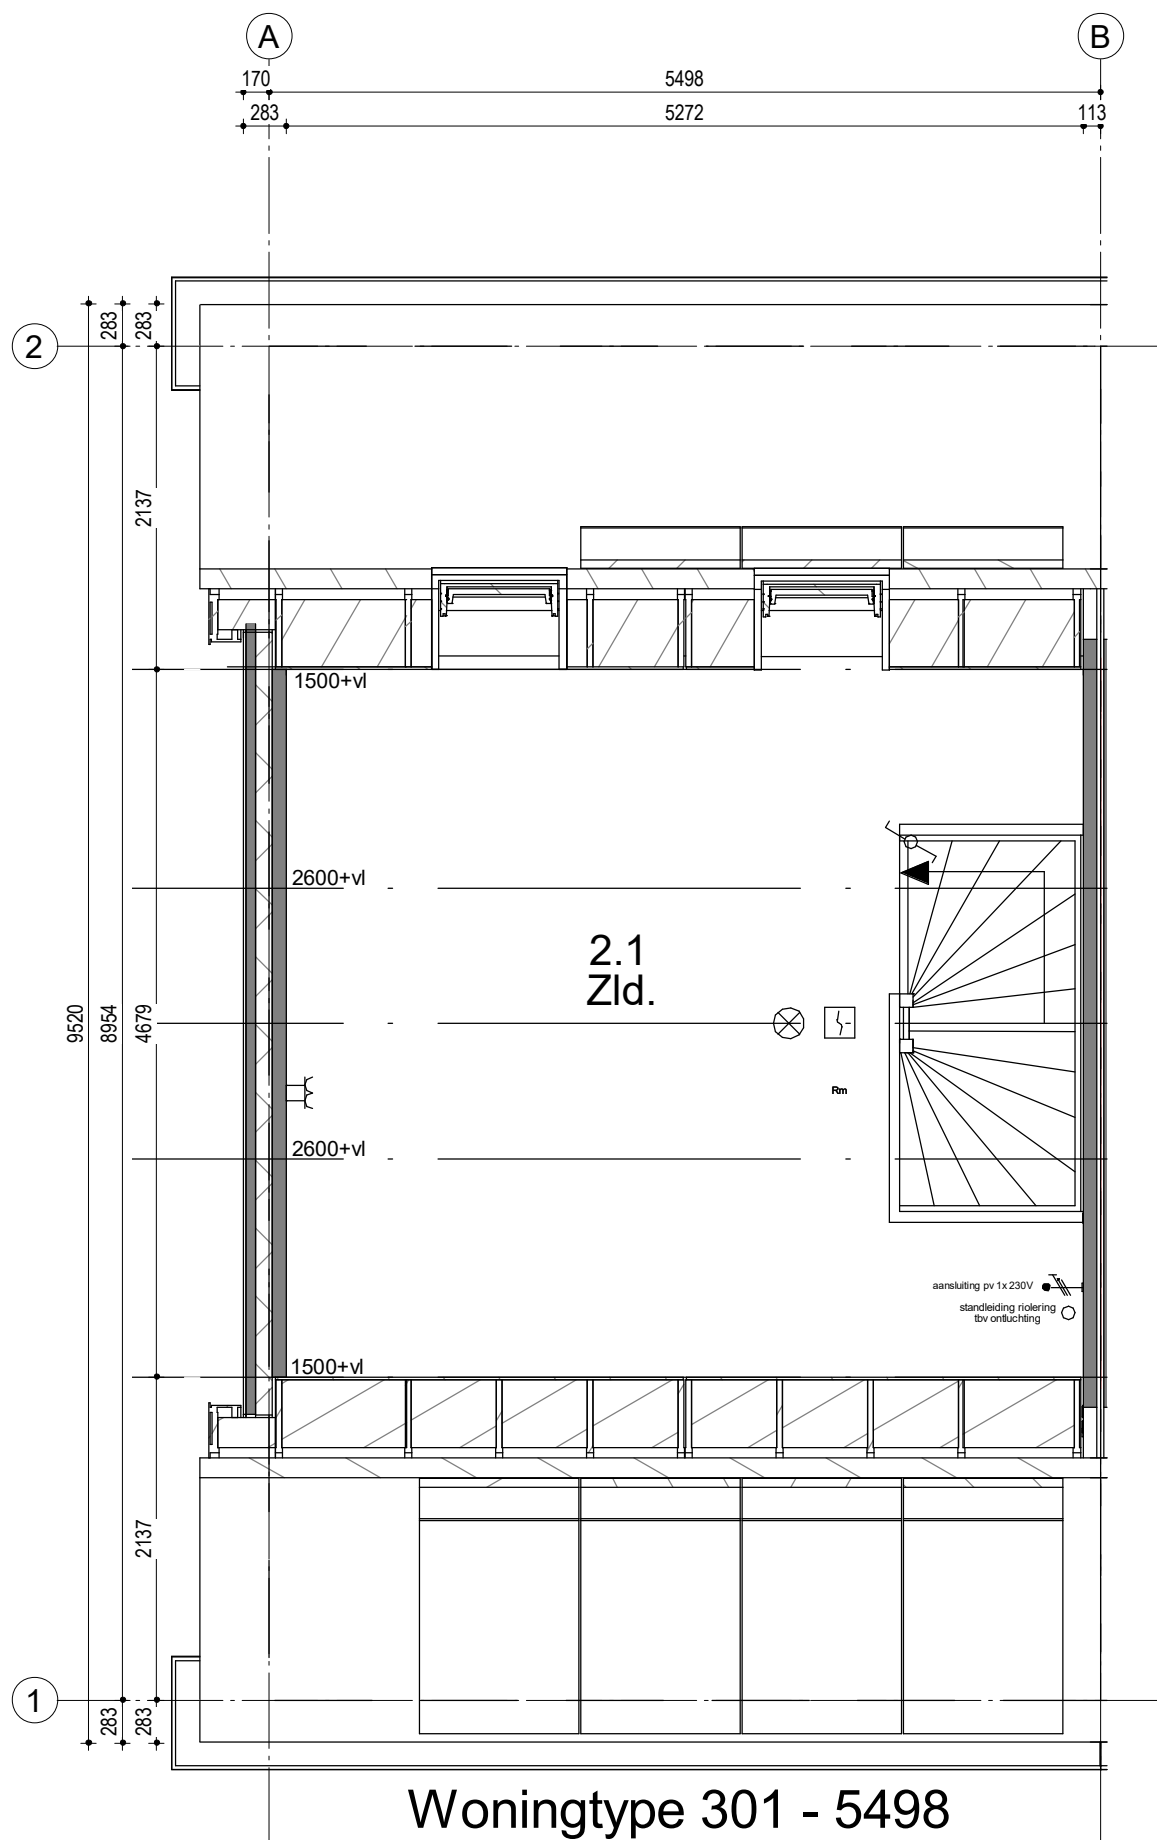 A
B
170
5498
283
5272
113
2
283
283
2137
1500+vl
2600+vl
2.1
Zld.
9520
8954
4679
Rm
2600+vl
aansluiting pv 1x 230V
standleiding riolering
tbv ontluchting
1500+vl
2137
1
283
283
Woningtype 301 - 5498